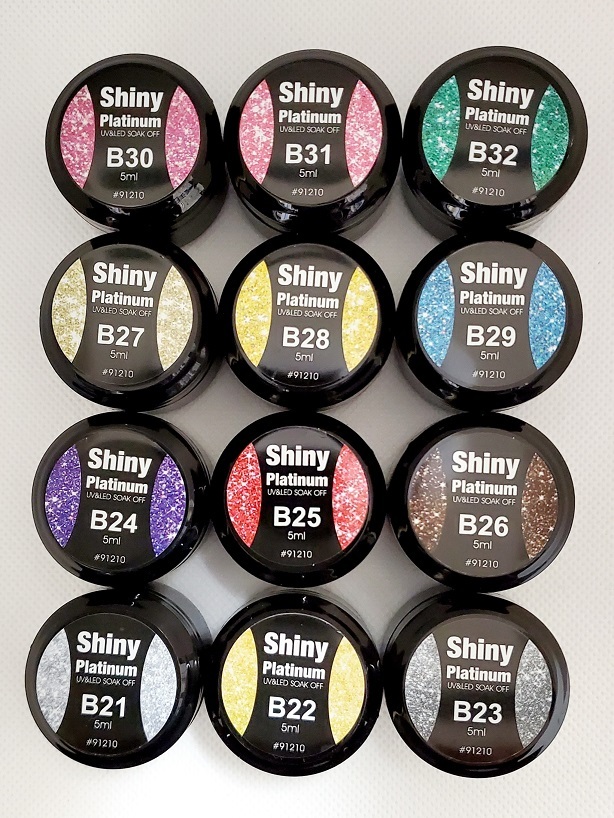 Shiny
Platinum
UV&LED SOAK OFF
B30
5ml
#91210
Shiny
Platinum
UV&LED SOAK OFF
B31
5ml
#91210
Shiny
Platinum
UV&LED SOAK OFF
B32
5ml
#91210
Shiny
Platinum
UV&LED SOAK OFF
B27
5ml
#91210
Shiny
Platinum
UV&LED SOAK OFF
B28
5ml
#91210
Shiny
Platinum
UV&LED SOAK OFF
B29
5ml
#91210
Shiny
Platinum
UV&LED SOAK OFF
B24
5ml
#91210
Shiny
Platinum
UV&LED SOAK OFF
B25
5ml
#91210
Shiny
Platinum
UV&LED SOAK OFF
B26
5ml
#91210
Shiny
Platinum
UV&LED SOAK OFF
B21
5ml
#91210
Shiny
Platinum
UV&LED SOAK OFF
B22
5ml
#91210
Shiny
Platinum
UV&LED SOAK OFF
B23
5ml
#91210